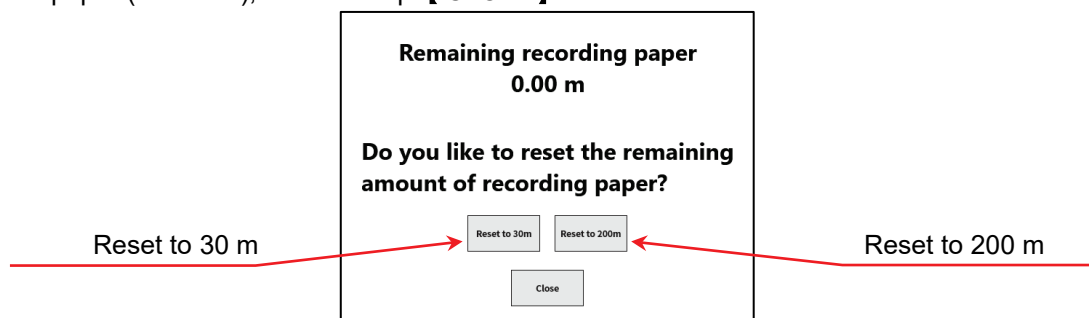 Remaining recording paper
0.00 m
Do you like to reset the remaining
amount of recording paper?
Reset to 30m Reset to 200m
Reset to 30 m Reset to 200 m
Close